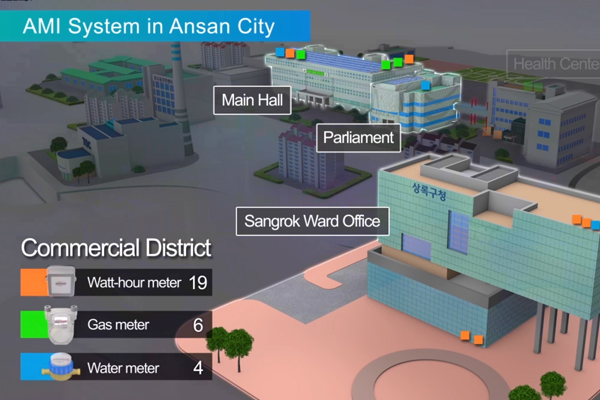 AMI System in Ansan City
Health Center
Main Hall
Parliament
상록구청
Sangrok Ward Office
Commercial District
Watt-hour meter 19
Gas meter 6
Water meter 4